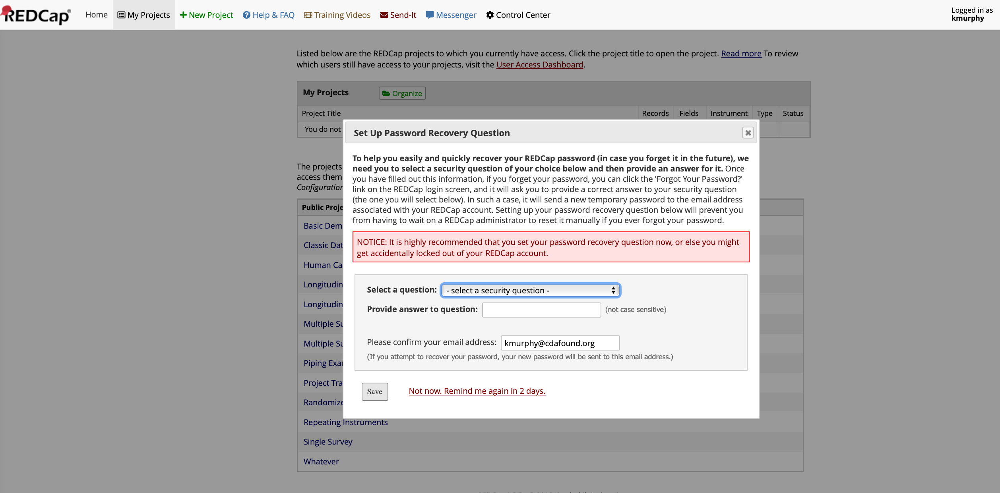 REDCap®
Home My Projects New Project Help & FAQ Training Videos Send-It Messenger Control Center
Logged in as
kmurphy
Listed below are the REDCap projects to which you currently have access. Click the project title to open the project. Read more To review
which users still have access to your projects, visit the User Access Dashboard.
My Projects Organize
Project Title Records Fields Instrument Type Status
You do not
Set Up Password Recovery Question
To help you easily and quickly recover your REDCap password (in case you forget it in the future), we
need you to select a security question of your choice below and then provide an answer for it. Once
you have filled out this information, if you forget your password, you can click the 'Forgot Your Password?'
link on the REDCap login screen, and it will ask you to provide a correct answer to your security question
(the one you will select below). In such a case, it will send a new temporary password to the email address
associated with your REDCap account. Setting up your password recovery question below will prevent you
from having to wait on a REDCap administrator to reset it manually if you ever forgot your password.
NOTICE: It is highly recommended that you set your password recovery question now, or else you might
get accidentally locked out of your REDCap account.
Select a question: - select a security question -
Provide answer to question: (not case sensitive)
Please confirm your email address: kmurphy@cdafound.org
(If you attempt to recover your password, your new password will be sent to this email address.)
Save Not now. Remind me again in 2 days.
The projects
access them
Configuration
Public Proje
Basic Dem
Classic Dat
Human Ca
Longitudin
Longitudin
Multiple Su
Multiple Su
Piping Exa
Project Tra
Randomize
Repeating Instruments
Single Survey
Whatever